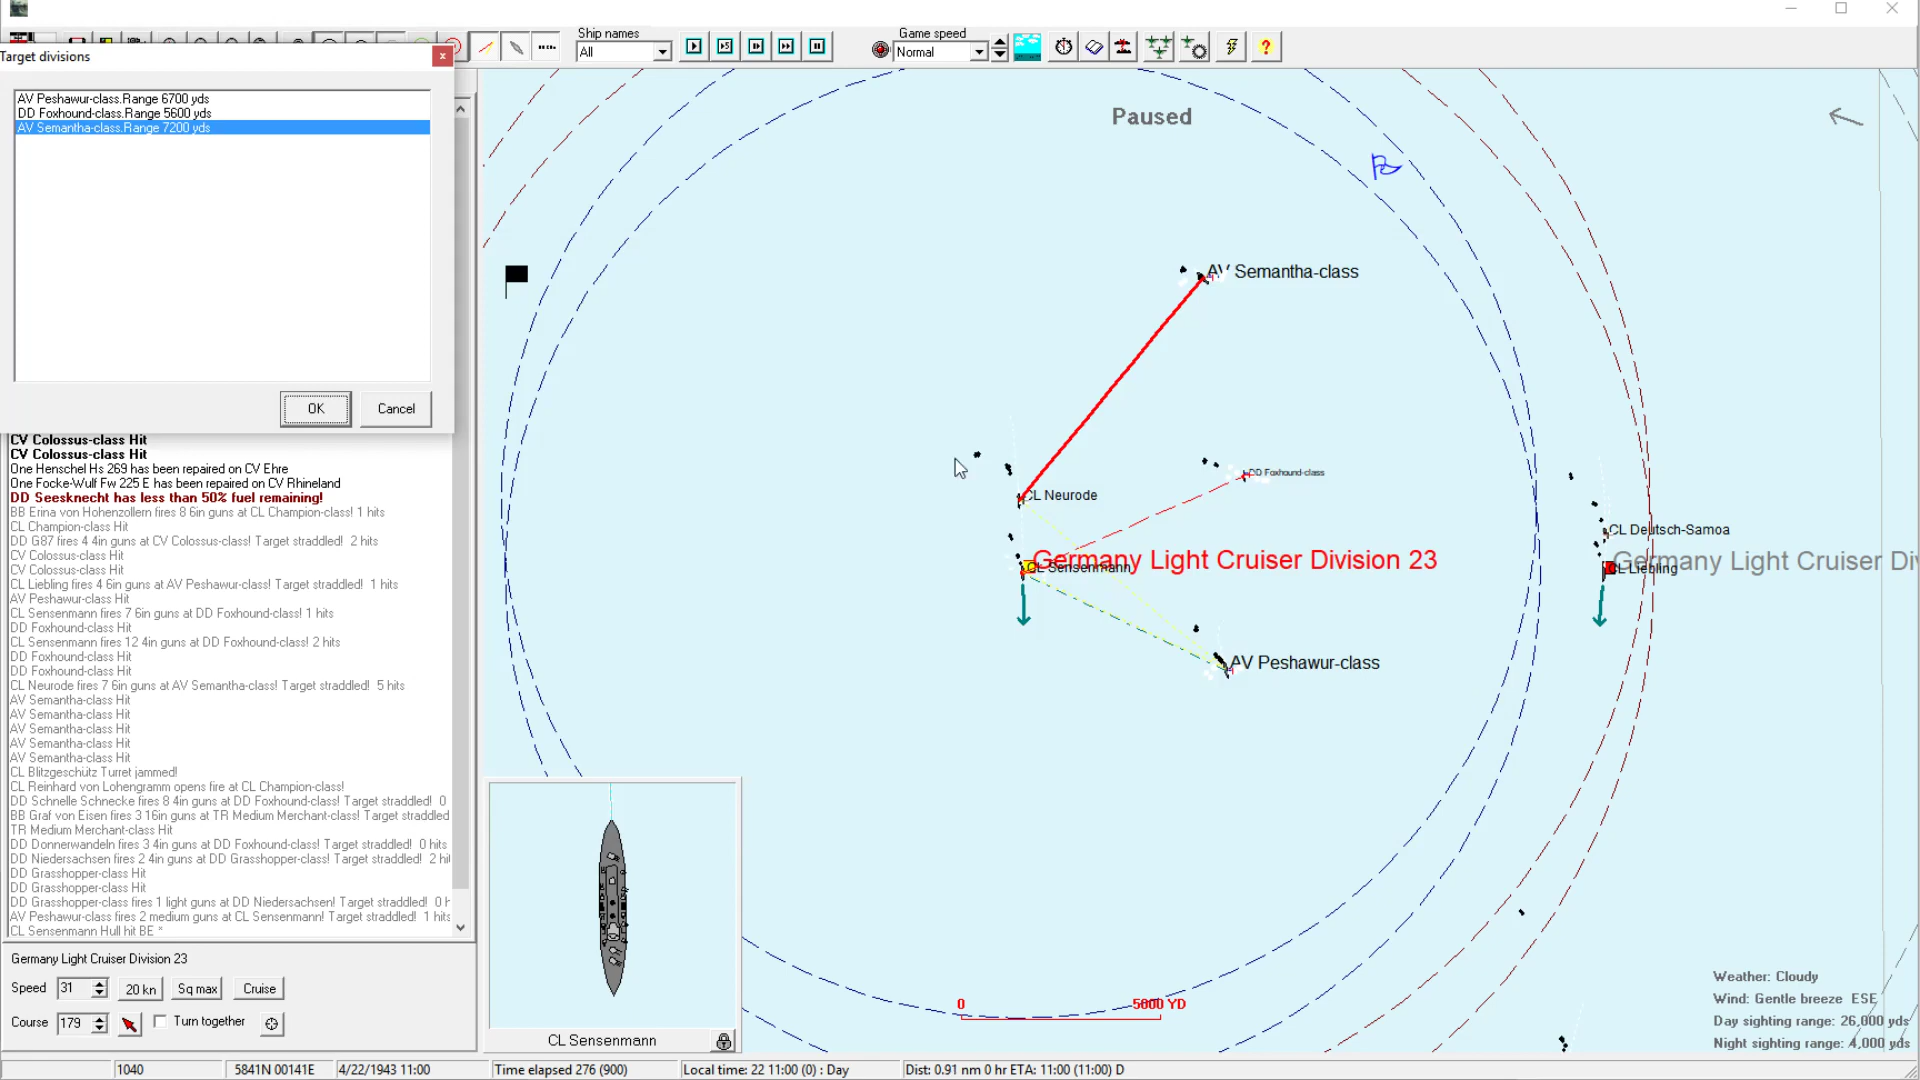 Target divisions
x
Ship names
All
Game speed
Normal
?
AV Peshawur-class.Range 6700 yds
DD Foxhound-class.Range 5600 yds
AV Semantha-class.Range 7200 yds
OK
Cancel
Paused
AV Semantha-class
DD Foxhound-class
CL Neurode
CL Deutsch-Samoa
Germany Light Cruiser Division 23
CL Sensenmann
Germany Light Cruiser Di
CL Liebling
AV Peshawur-class
CV Colossus-class Hit
CV Colossus-class Hit
One Henschel Hs 269 has been repaired on CV Ehre
One Focke-Wulf Fw 225 E has been repaired on CV Rhineland
DD Seesknecht has less than 50% fuel remaining!
BB Erina von Hohenzollern fires 8 6in guns at CL Champion-class! 1 hits
CL Champion-class Hit
DD G87 fires 4 4in guns at CV Colossus-class! Target straddled!  2 hits
CV Colossus-class Hit
CV Colossus-class Hit
CL Liebling fires 4 6in guns at AV Peshawur-class! Target straddled!  1 hits
AV Peshawur-class Hit
CL Sensenmann fires 7 6in guns at DD Foxhound-class! 1 hits
DD Foxhound-class Hit
CL Sensenmann fires 12 4in guns at DD Foxhound-class! 2 hits
DD Foxhound-class Hit
DD Foxhound-class Hit
CL Neurode fires 7 6in guns at AV Semantha-class! Target straddled!  5 hits
AV Semantha-class Hit
AV Semantha-class Hit
AV Semantha-class Hit
AV Semantha-class Hit
AV Semantha-class Hit
CL Blitzgeschütz Turret jammed!
CL Reinhard von Lohengramm opens fire at CL Champion-class!
DD Schnelle Schnecke fires 8 4in guns at DD Foxhound-class! Target straddled!  0
BB Graf von Eisen fires 3 16in guns at TR Medium Merchant-class! Target straddled
TR Medium Merchant-class Hit
DD Donnerwandeln fires 3 4in guns at DD Foxhound-class! Target straddled!  0 hits
DD Niedersachsen fires 2 4in guns at DD Grasshopper-class! Target straddled!  2 hi
DD Grasshopper-class Hit
DD Grasshopper-class Hit
DD Grasshopper-class fires 1 light guns at DD Niedersachsen! Target straddled!  0 h
AV Peshawur-class fires 2 medium guns at CL Sensenmann! Target straddled!  1 hits
CL Sensenmann Hull hit BE *
Germany Light Cruiser Division 23
Speed 31 20 kn Sq max Cruise
Course 179 Turn together
CL Sensenmann
0 5000 YD
Weather: Cloudy
Wind: Gentle breeze  ESE
Day sighting range: 26,000 yds
Night sighting range: 4,000 yds
1040 5841N 00141E 4/22/1943 11:00 Time elapsed 276 (900) Local time: 22 11:00 (0) : Day Dist: 0.91 nm 0 hr ETA: 11:00 (11:00) D